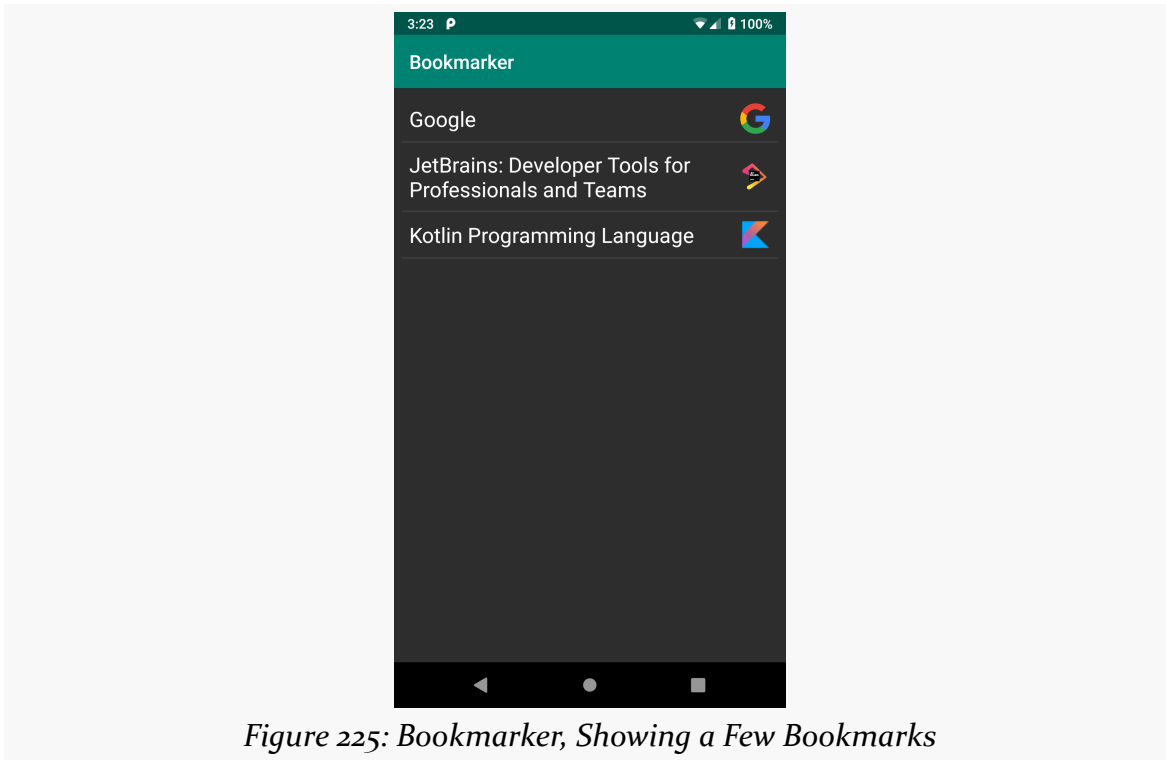 3:23 100%
Bookmarker
Google
JetBrains: Developer Tools for
Professionals and Teams
Kotlin Programming Language
Figure 225: Bookmarker, Showing a Few Bookmarks